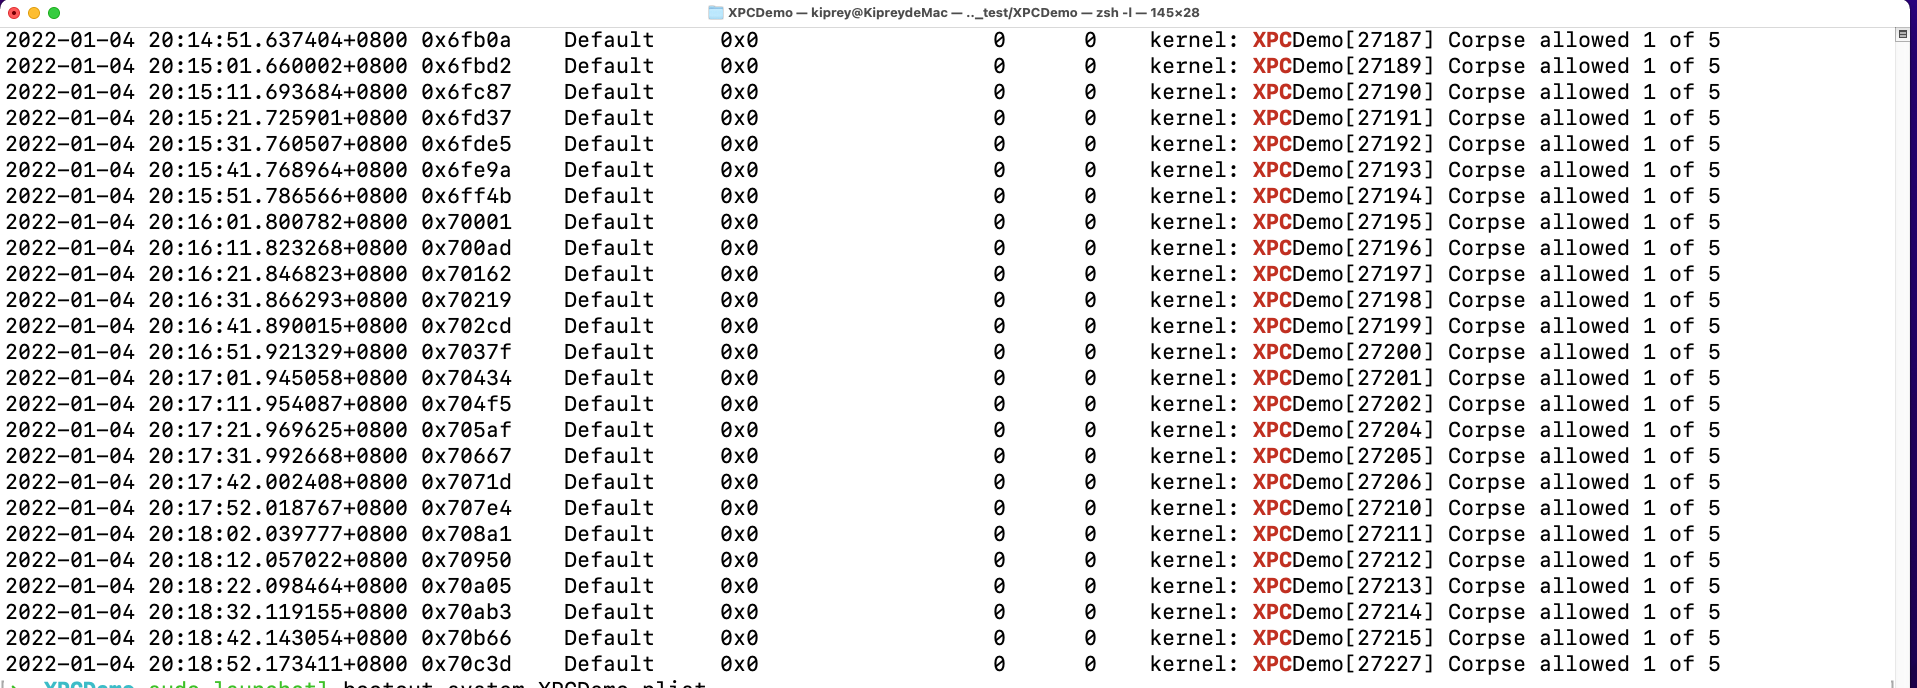 XPCDemo — kiprey@KipreydeMac — .._test/XPCDemo — zsh -l — 145×28
2022-01-04 20:14:51.637404+0800 0x6fb0a Default 0x0 0 0 kernel: XPCDemo[27187] Corpse allowed 1 of 5
2022-01-04 20:15:01.660002+0800 0x6fbd2 Default 0x0 0 0 kernel: XPCDemo[27189] Corpse allowed 1 of 5
2022-01-04 20:15:11.693684+0800 0x6fc87 Default 0x0 0 0 kernel: XPCDemo[27190] Corpse allowed 1 of 5
2022-01-04 20:15:21.725901+0800 0x6fd37 Default 0x0 0 0 kernel: XPCDemo[27191] Corpse allowed 1 of 5
2022-01-04 20:15:31.760507+0800 0x6fde5 Default 0x0 0 0 kernel: XPCDemo[27192] Corpse allowed 1 of 5
2022-01-04 20:15:41.768964+0800 0x6fe9a Default 0x0 0 0 kernel: XPCDemo[27193] Corpse allowed 1 of 5
2022-01-04 20:15:51.786566+0800 0x6ff4b Default 0x0 0 0 kernel: XPCDemo[27194] Corpse allowed 1 of 5
2022-01-04 20:16:01.800782+0800 0x70001 Default 0x0 0 0 kernel: XPCDemo[27195] Corpse allowed 1 of 5
2022-01-04 20:16:11.823268+0800 0x700ad Default 0x0 0 0 kernel: XPCDemo[27196] Corpse allowed 1 of 5
2022-01-04 20:16:21.846823+0800 0x70162 Default 0x0 0 0 kernel: XPCDemo[27197] Corpse allowed 1 of 5
2022-01-04 20:16:31.866293+0800 0x70219 Default 0x0 0 0 kernel: XPCDemo[27198] Corpse allowed 1 of 5
2022-01-04 20:16:41.890015+0800 0x702cd Default 0x0 0 0 kernel: XPCDemo[27199] Corpse allowed 1 of 5
2022-01-04 20:16:51.921329+0800 0x7037f Default 0x0 0 0 kernel: XPCDemo[27200] Corpse allowed 1 of 5
2022-01-04 20:17:01.945058+0800 0x70434 Default 0x0 0 0 kernel: XPCDemo[27201] Corpse allowed 1 of 5
2022-01-04 20:17:11.954087+0800 0x704f5 Default 0x0 0 0 kernel: XPCDemo[27202] Corpse allowed 1 of 5
2022-01-04 20:17:21.969625+0800 0x705af Default 0x0 0 0 kernel: XPCDemo[27204] Corpse allowed 1 of 5
2022-01-04 20:17:31.992668+0800 0x70667 Default 0x0 0 0 kernel: XPCDemo[27205] Corpse allowed 1 of 5
2022-01-04 20:17:42.002408+0800 0x7071d Default 0x0 0 0 kernel: XPCDemo[27206] Corpse allowed 1 of 5
2022-01-04 20:17:52.018767+0800 0x707e4 Default 0x0 0 0 kernel: XPCDemo[27210] Corpse allowed 1 of 5
2022-01-04 20:18:02.039777+0800 0x708a1 Default 0x0 0 0 kernel: XPCDemo[27211] Corpse allowed 1 of 5
2022-01-04 20:18:12.057022+0800 0x70950 Default 0x0 0 0 kernel: XPCDemo[27212] Corpse allowed 1 of 5
2022-01-04 20:18:22.098464+0800 0x70a05 Default 0x0 0 0 kernel: XPCDemo[27213] Corpse allowed 1 of 5
2022-01-04 20:18:32.119155+0800 0x70ab3 Default 0x0 0 0 kernel: XPCDemo[27214] Corpse allowed 1 of 5
2022-01-04 20:18:42.143054+0800 0x70b66 Default 0x0 0 0 kernel: XPCDemo[27215] Corpse allowed 1 of 5
2022-01-04 20:18:52.173411+0800 0x70c3d Default 0x0 0 0 kernel: XPCDemo[27227] Corpse allowed 1 of 5
XPCDemo sudo launchctl bootout system XPCDemo.plist